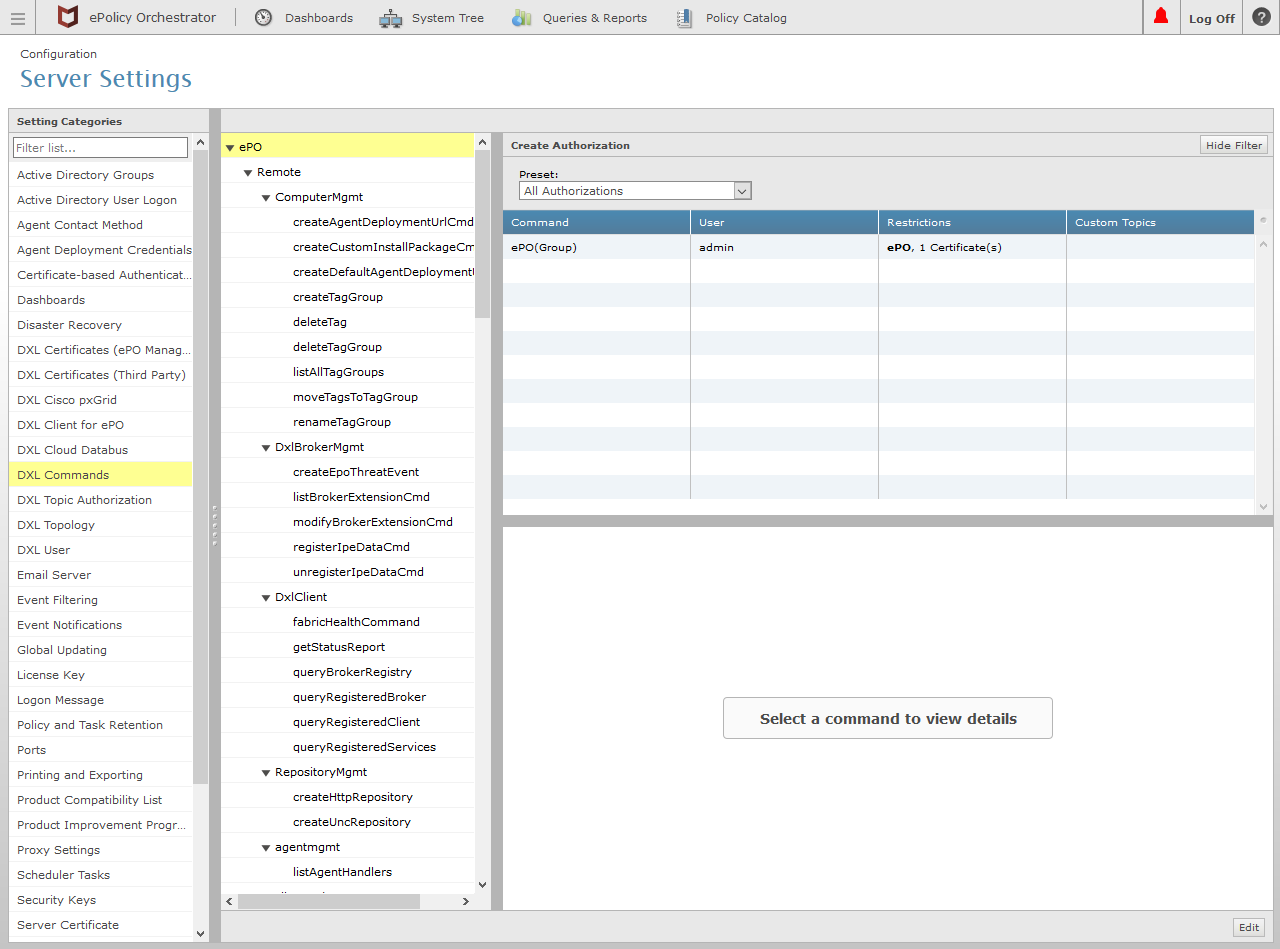 ePolicy Orchestrator
Dashboards
System Tree
Queries & Reports
Policy Catalog
Log Off
?
Configuration
Server Settings
Setting Categories
Filter list...
Active Directory Groups
Active Directory User Logon
Agent Contact Method
Agent Deployment Credentials
Certificate-based Authenticat...
Dashboards
Disaster Recovery
DXL Certificates (ePO Manag...
DXL Certificates (Third Party)
DXL Cisco pxGrid
DXL Client for ePO
DXL Cloud Databus
DXL Commands
DXL Topic Authorization
DXL Topology
DXL User
Email Server
Event Filtering
Event Notifications
Global Updating
License Key
Logon Message
Policy and Task Retention
Ports
Printing and Exporting
Product Compatibility List
Product Improvement Progr...
Proxy Settings
Scheduler Tasks
Security Keys
Server Certificate
ePO
Remote
ComputerMgmt
createAgentDeploymentUrlCmd
createCustomInstallPackageCm
createDefaultAgentDeployment
createTagGroup
deleteTag
deleteTagGroup
listAllTagGroups
moveTagsToTagGroup
renameTagGroup
DxlBrokerMgmt
createEpoThreatEvent
listBrokerExtensionCmd
modifyBrokerExtensionCmd
registerIpeDataCmd
unregisterIpeDataCmd
DxlClient
fabricHealthCommand
getStatusReport
queryBrokerRegistry
queryRegisteredBroker
queryRegisteredClient
queryRegisteredServices
RepositoryMgmt
createHttpRepository
createUncRepository
agentmgmt
listAgentHandlers
Create Authorization
Hide Filter
Preset:
All Authorizations
Command User Restrictions Custom Topics
ePO(Group) admin ePO, 1 Certificate(s)
Select a command to view details
Edit